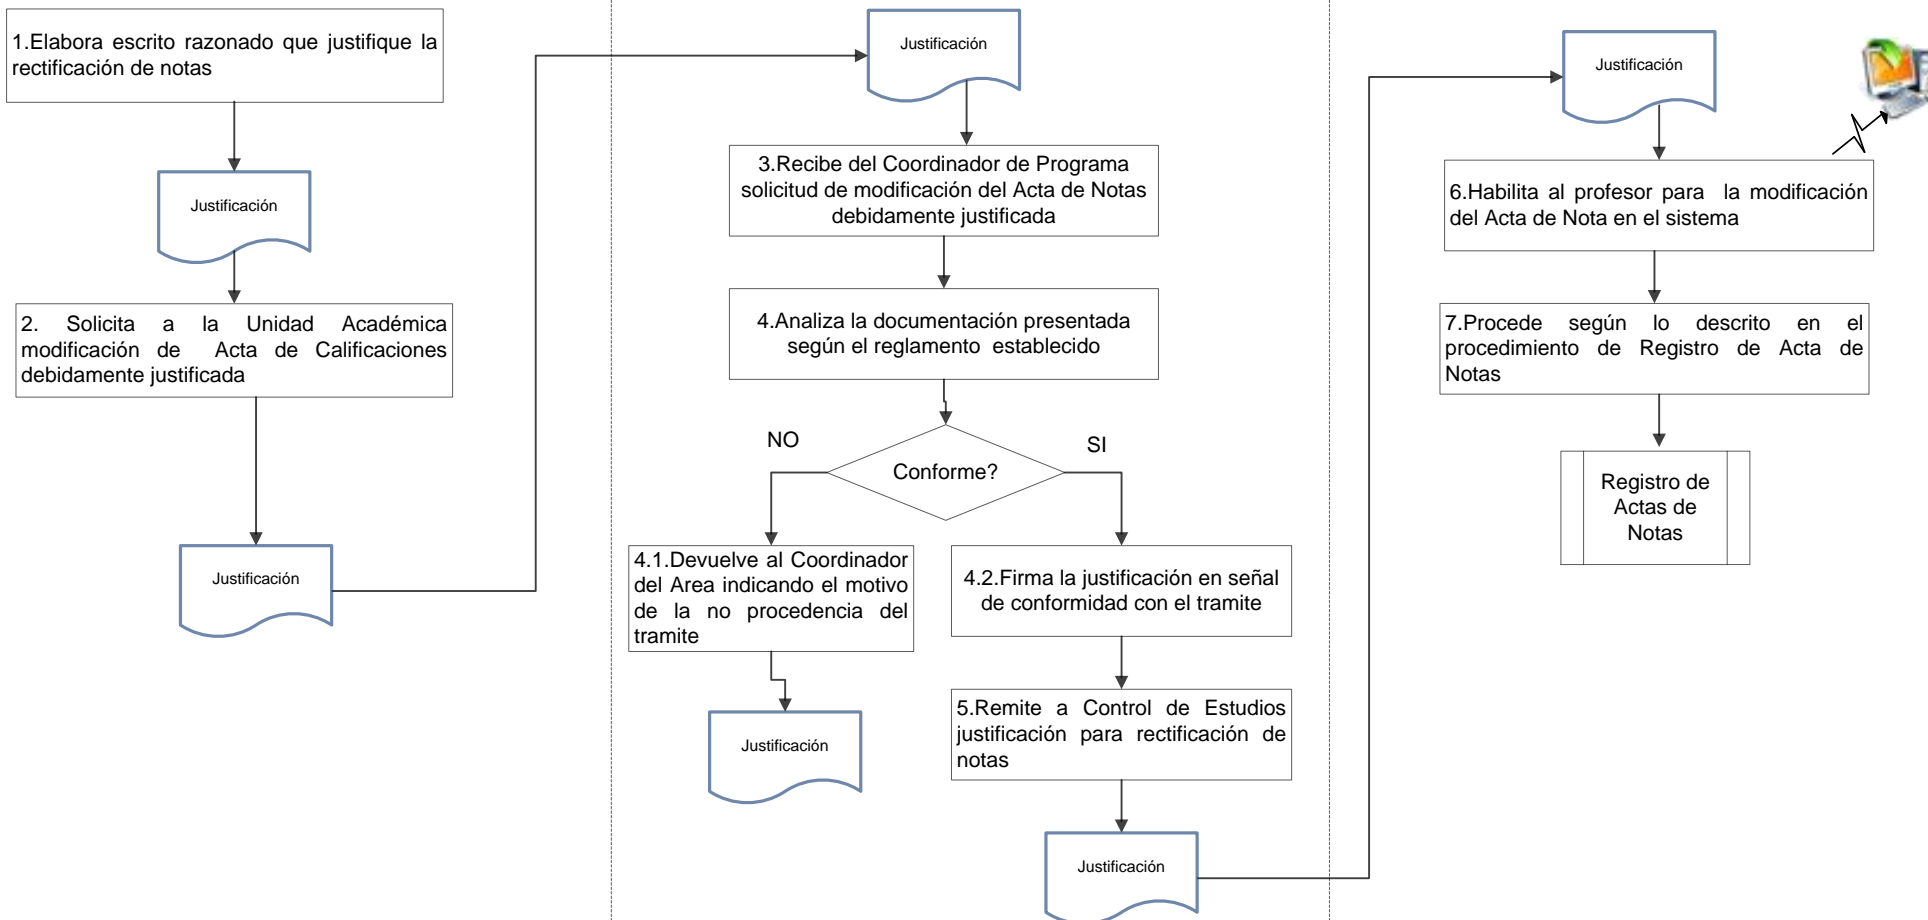 1.Elabora escrito razonado que justifique la
rectificación de notas
Justificación
2. Solicita a la Unidad Académica
modificación de Acta de Calificaciones
debidamente justificada
Justificación
Justificación
3.Recibe del Coordinador de Programa
solicitud de modificación del Acta de Notas
debidamente justificada
4.Analiza la documentación presentada
según el reglamento establecido
Conforme?
NO
SI
4.1.Devuelve al Coordinador
del Area indicando el motivo
de la no procedencia del
tramite
Justificación
4.2.Firma la justificación en señal
de conformidad con el tramite
5.Remite a Control de Estudios
justificación para rectificación de
notas
Justificación
Justificación
6.Habilita al profesor para la modificación
del Acta de Nota en el sistema
7.Procede según lo descrito en el
procedimiento de Registro de Acta de
Notas
Registro de
Actas de
Notas